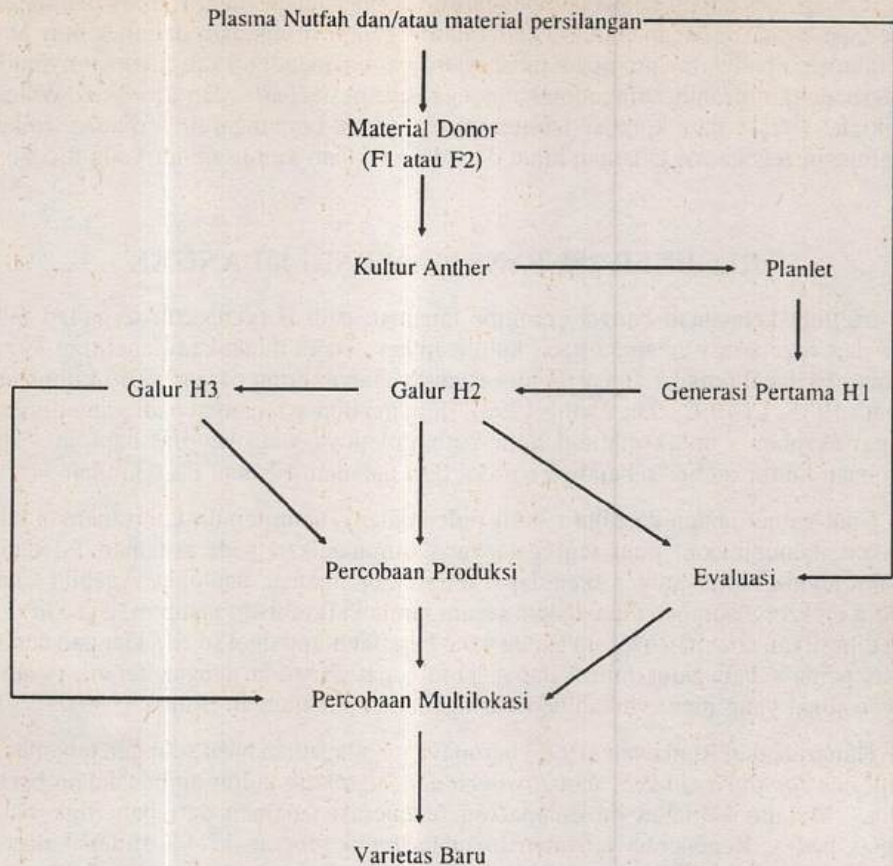 Plasma Nutfah dan/atau material persilangan
Material Donor
(F1 atau F2)
Kultur Anther
Planlet
Galur H3
Galur H2
Generasi Pertama H1
Percobaan Produksi
Evaluasi
Percobaan Multilokasi
Varietas Baru